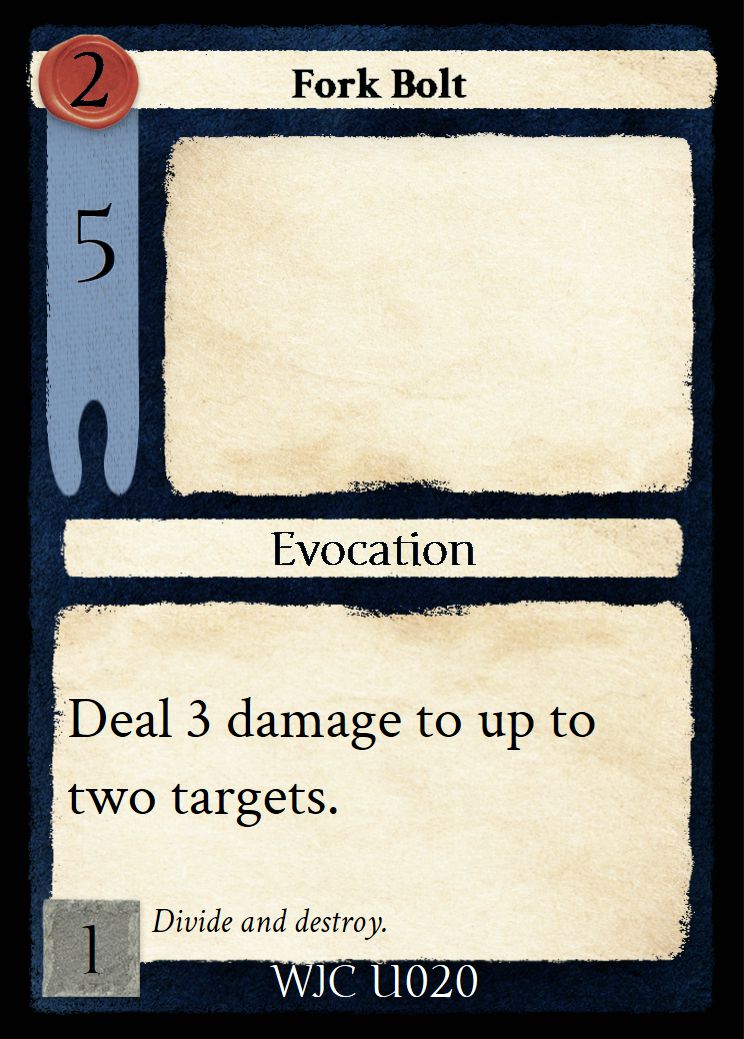 2
Fork Bolt
5
Evocation
Deal 3 damage to up to
two targets.
Divide and destroy.
1
WJC U020